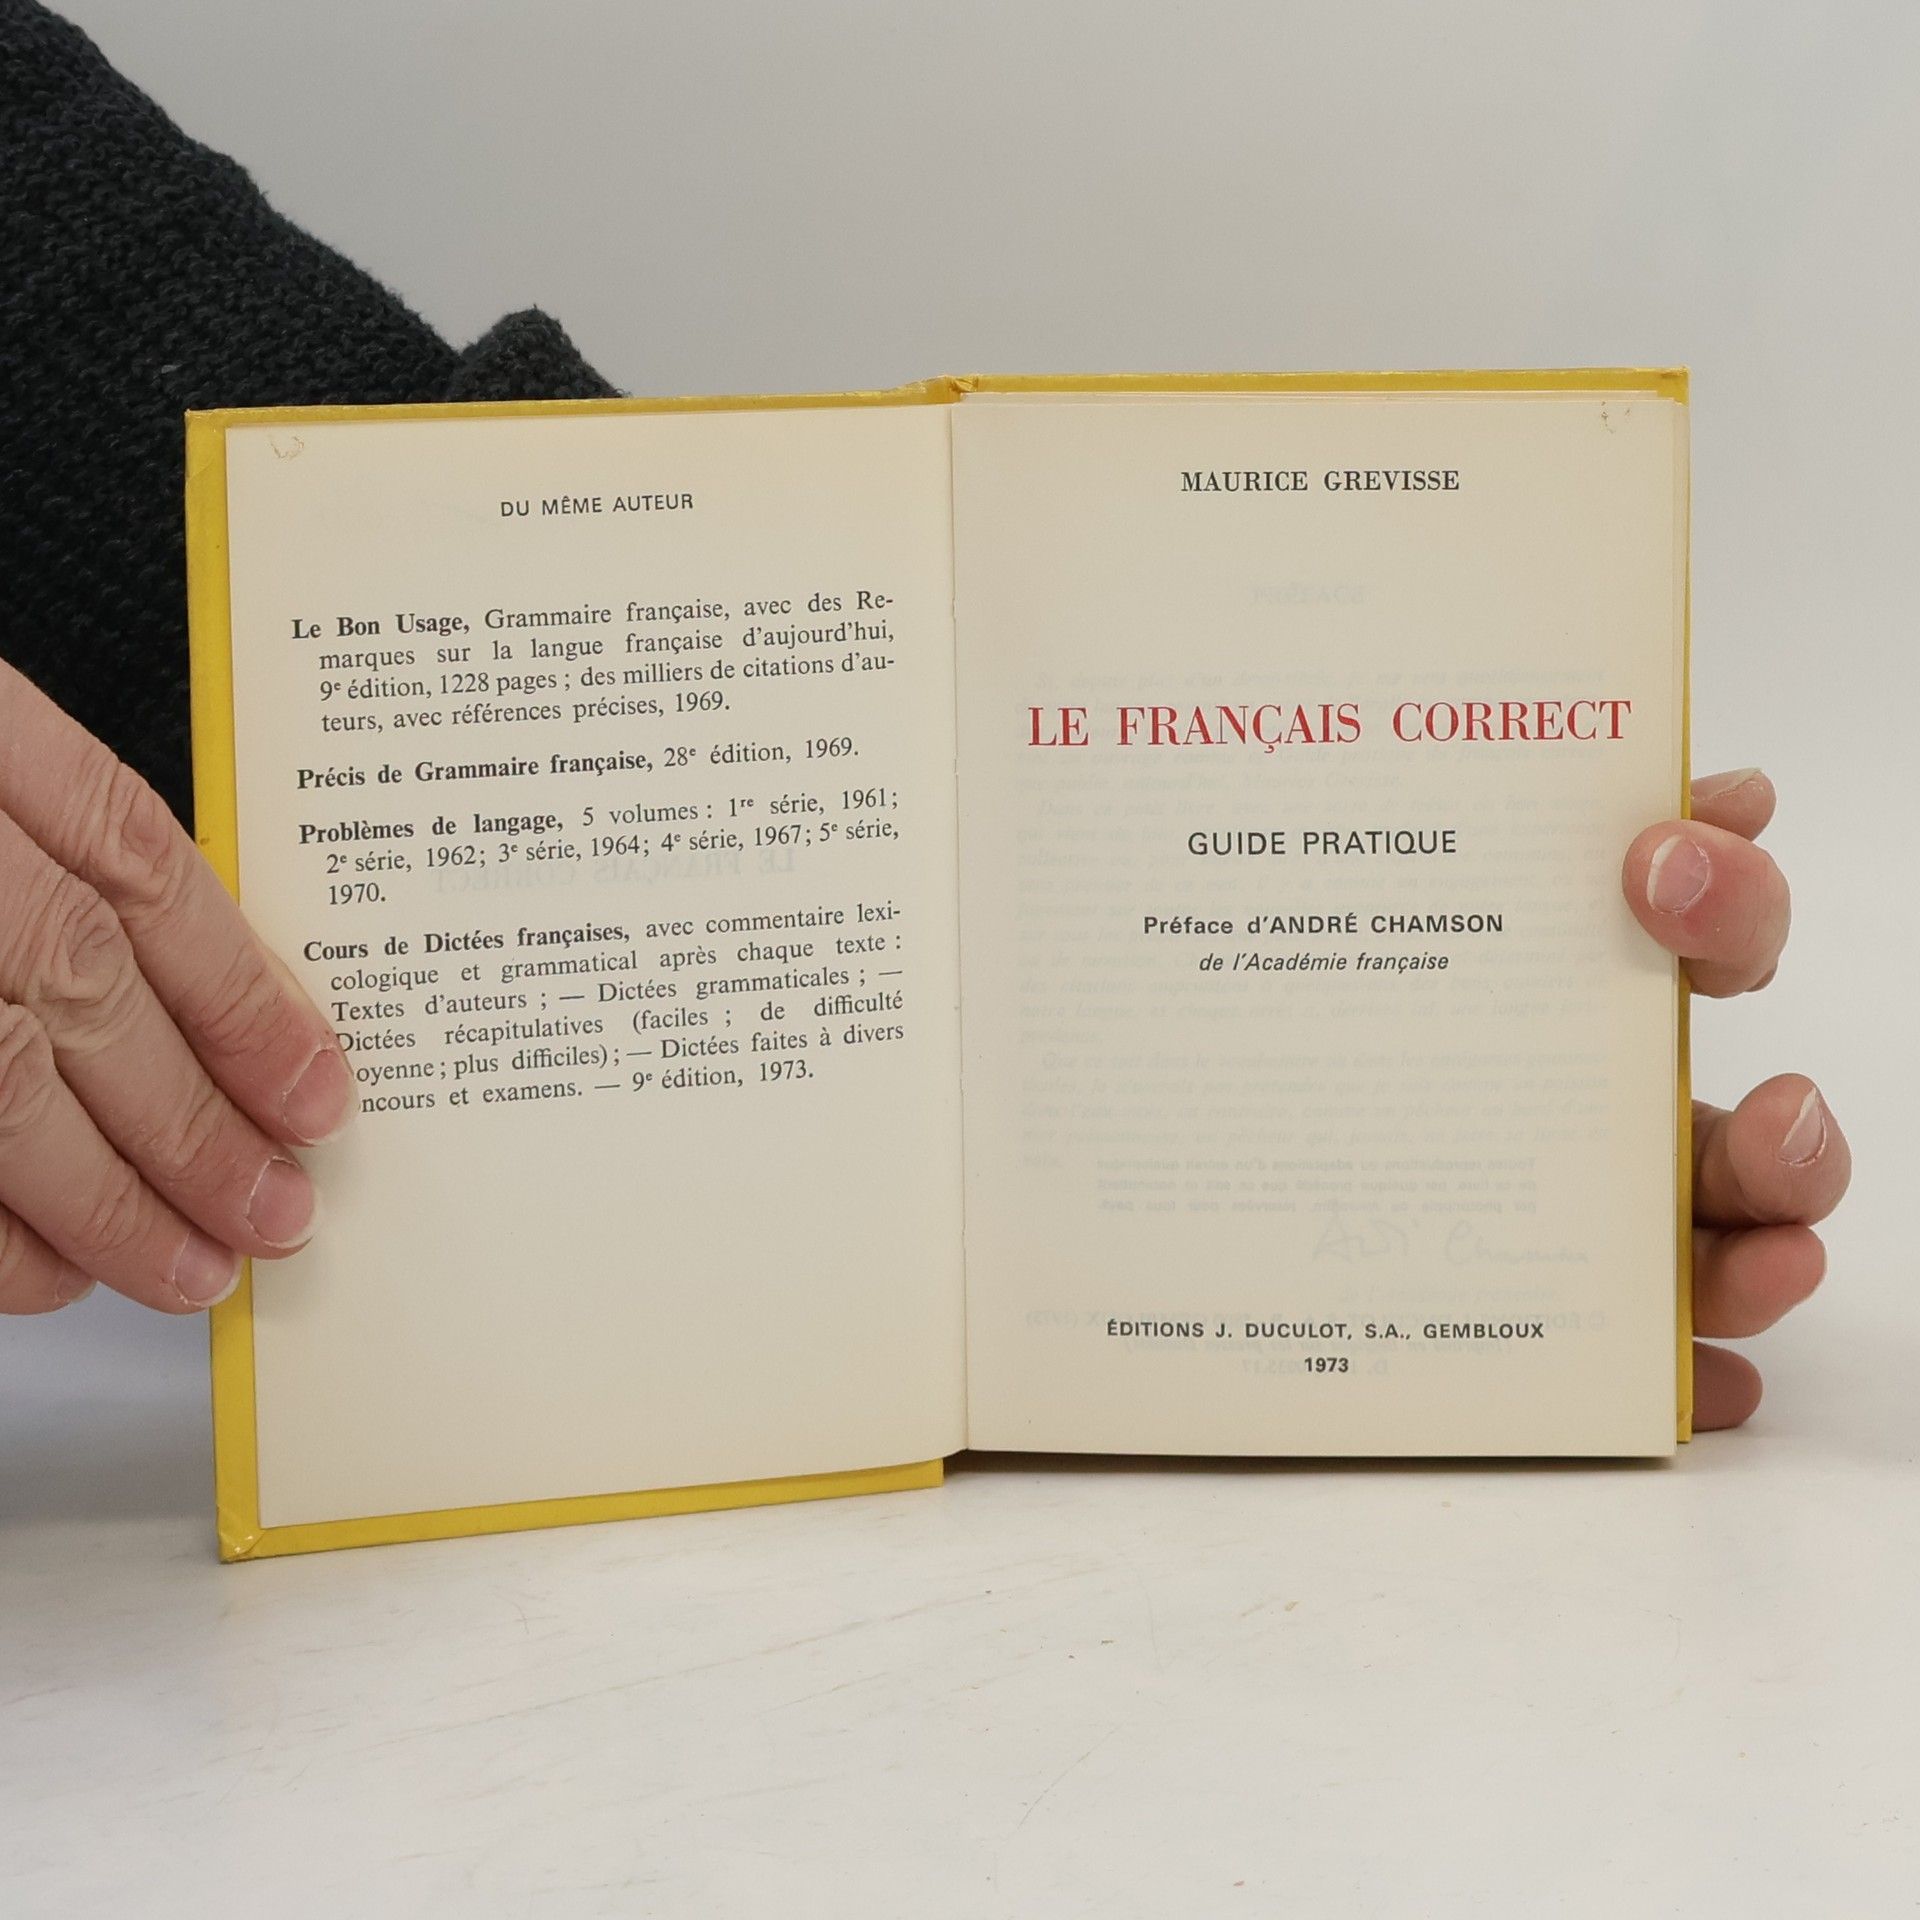 DU MÊME AUTEUR
Le Bon Usage, Grammaire française, avec des Re-
marques sur la langue française d'aujourd'hui,
9e édition, 1228 pages ; des milliers de citations d'au-
teurs, avec références précises, 1969.
Précis de Grammaire française, 28e édition, 1969.
Problèmes de langage, 5 volumes : 1re série, 1961 ;
2e série, 1962 ; 3e série, 1964 ; 4e série, 1967 ; 5e série,
1970.
Cours de Dictées françaises, avec commentaire lexi-
cologique et grammatical après chaque texte :
Textes d'auteurs ; — Dictées grammaticales ; —
Dictées récapitulatives (faciles ; de difficulté
oyenne ; plus difficiles) ; — Dictées faites à divers
ncours et examens. — 9e édition, 1973.
MAURICE GREVISSE
LE FRANÇAIS CORRECT
GUIDE PRATIQUE
Préface d'ANDRÉ CHAMSON
de l'Académie française
ÉDITIONS J. DUCULOT, S.A., GEMBLOUX
1973